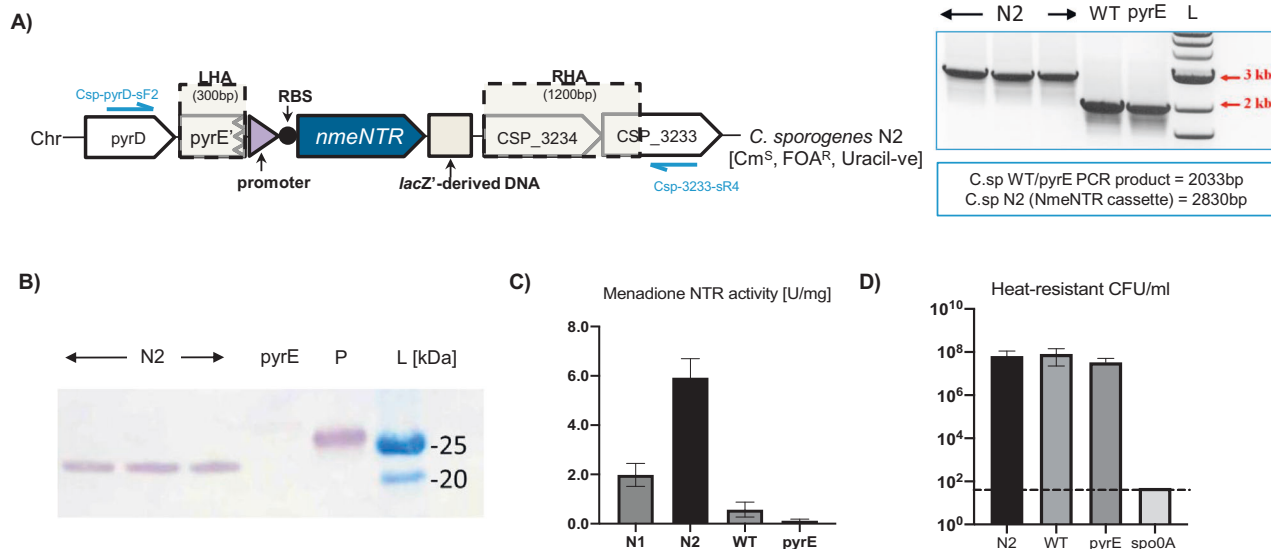 A)
N2 WT pyrE L
3 kb
2 kb
LHA
(300bp)
RHA
(1200bp)
Csp-pyrD-sF2
RBS
Chr
pyrD
pyrE'
nmeNTR
CSP_3234
CSP_3233
C. sporogenes N2
[CmS, FOAR, Uracil-ve]
promoter
lacZ'-derived DNA
Csp-3233-sR4
C.sp WT/pyrE PCR product = 2033bp
C.sp N2 (NmeNTR cassette) = 2830bp
B)
N2 pyrE P L [kDa]
-25
-20
C)
Menadione NTR activity [U/mg]
8.0
6.0
4.0
2.0
0.0
N1 N2 WT pyrE
D)
Heat-resistant CFU/ml
10^10
10^8
10^6
10^4
10^2
10^0
N2 WT pyrE spo0A